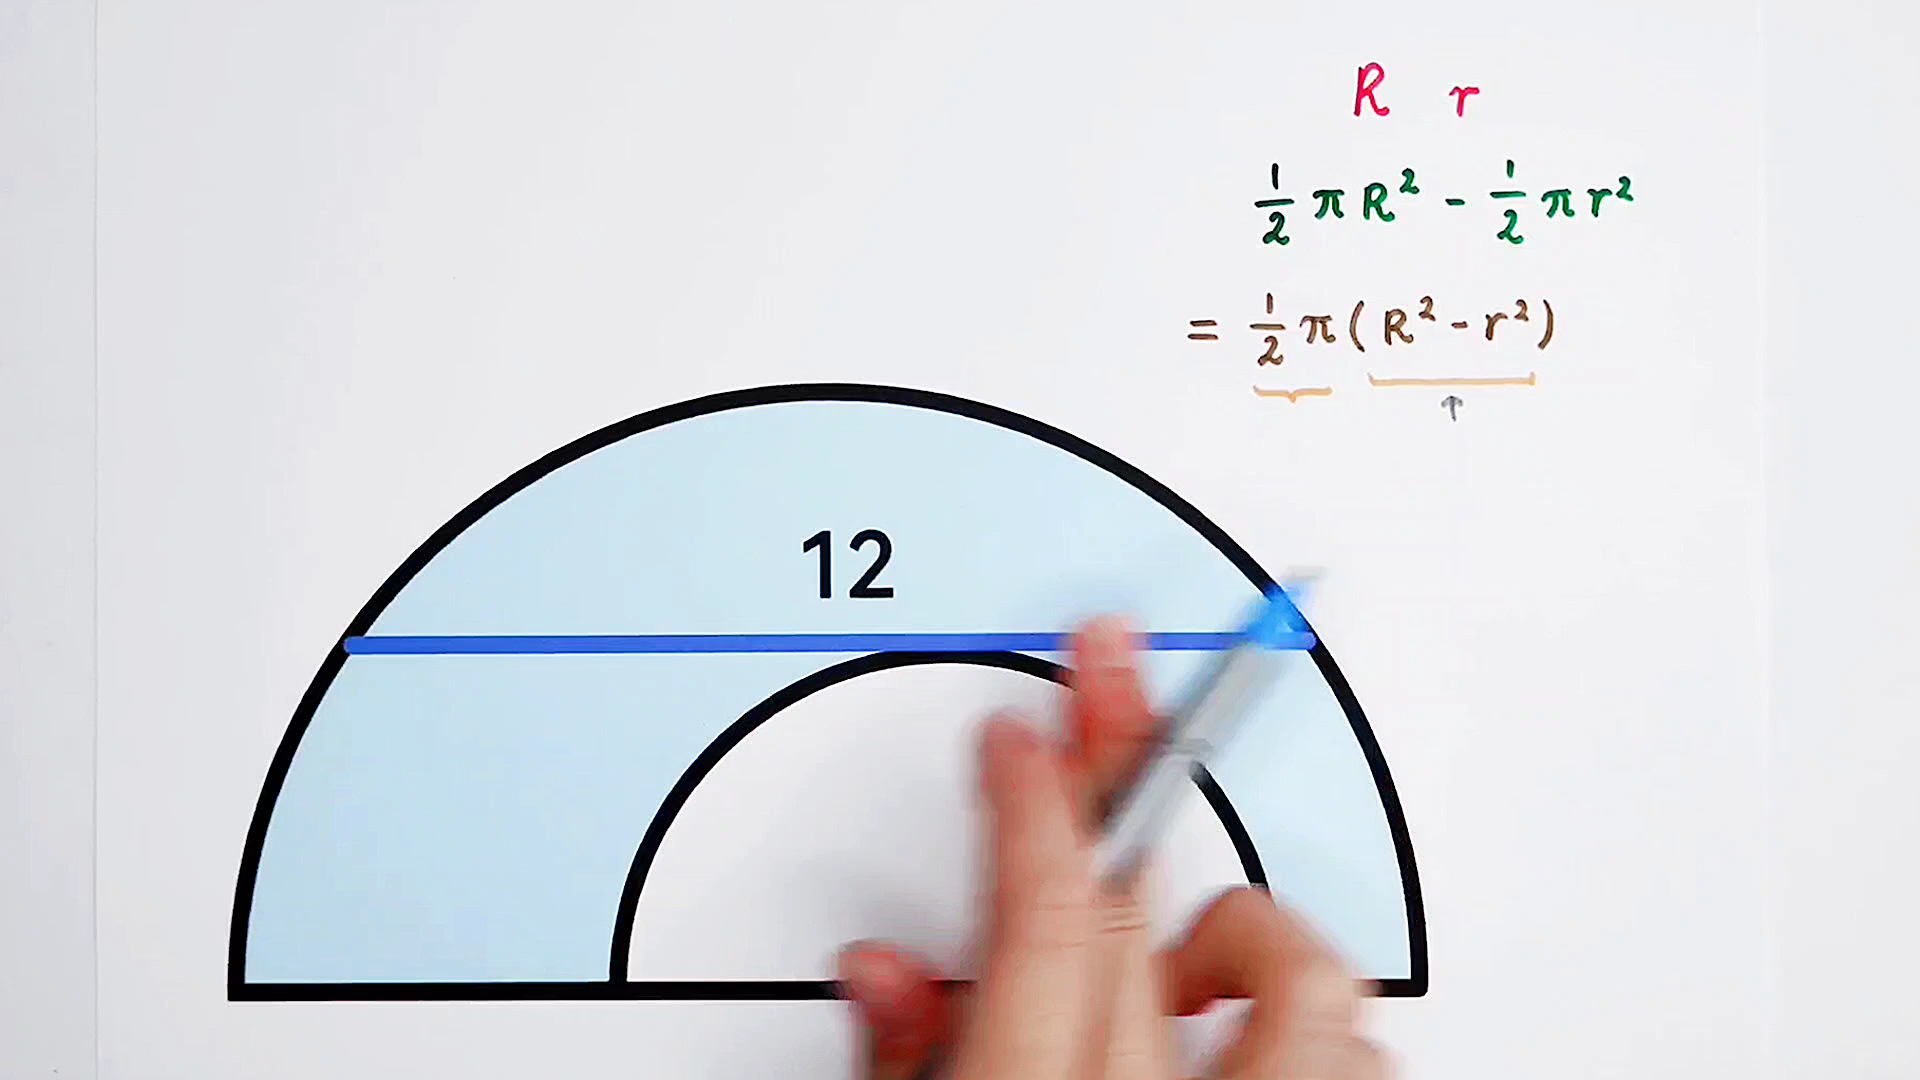 R r
1/2 π R² - 1/2 π r²
= 1/2 π ( R² - r² )
↑
12